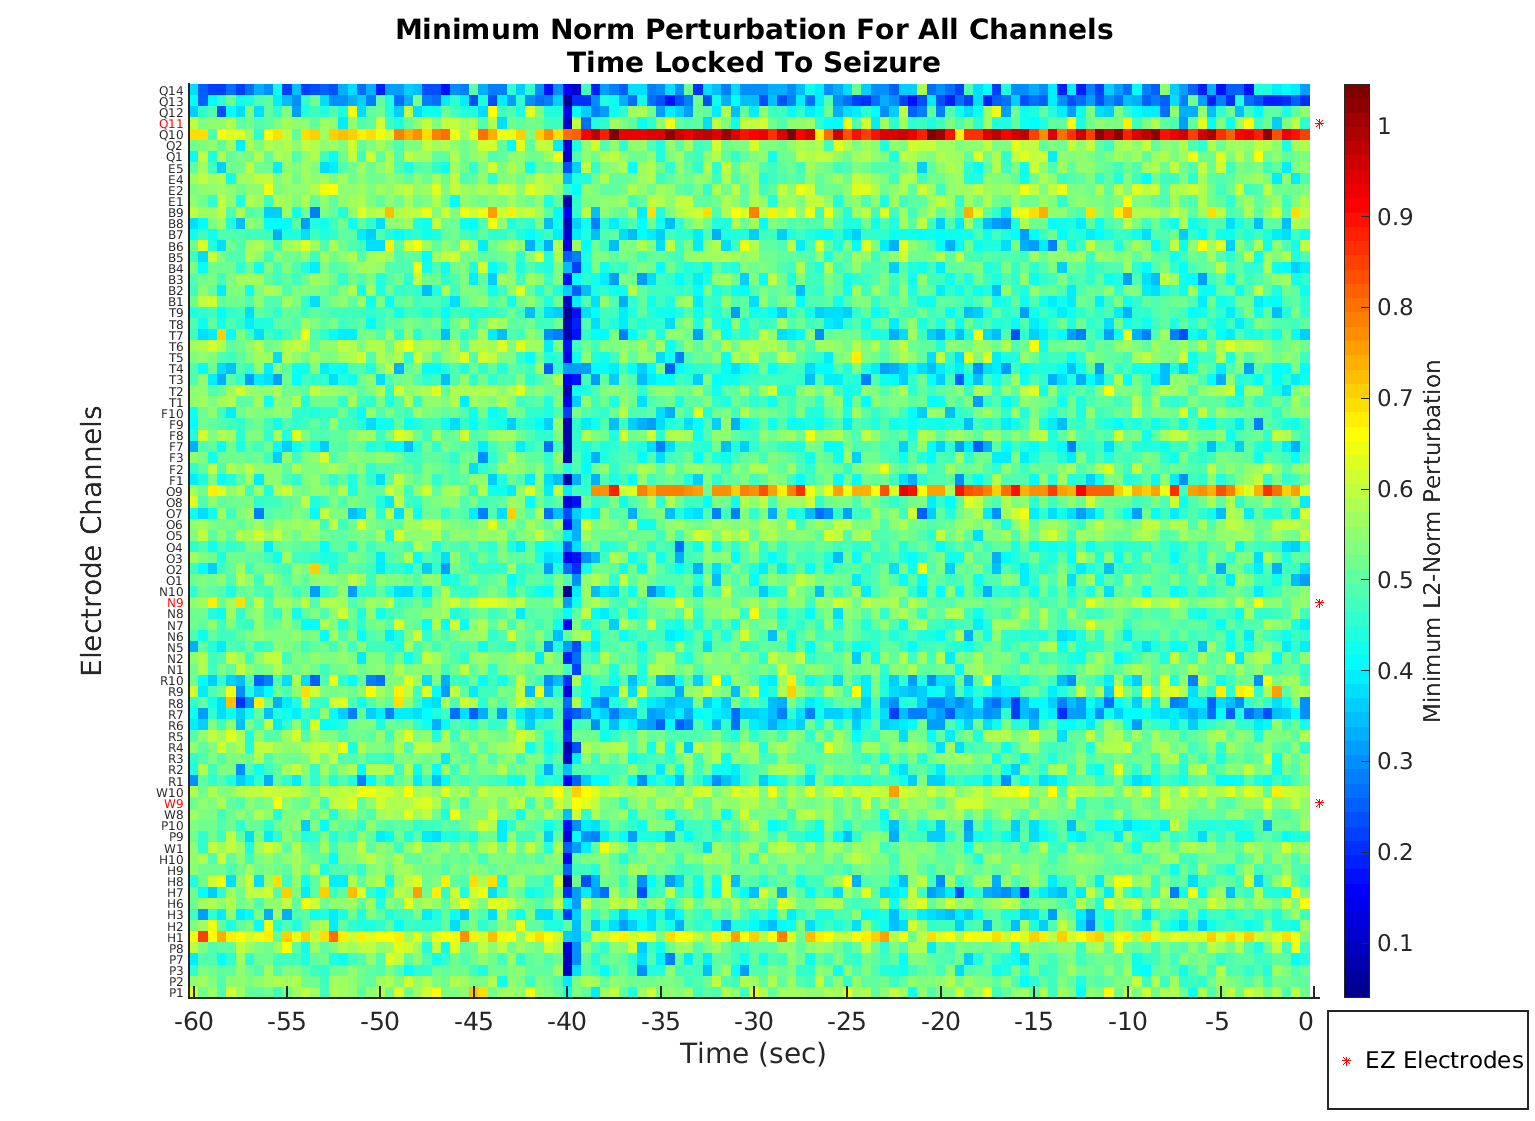 Minimum Norm Perturbation For All Channels
Time Locked To Seizure
Electrode Channels
Q14
Q13
Q12
Q11
Q10
Q2
Q1
E5
E4
E2
E1
B9
B8
B7
B6
B5
B4
B3
B2
B1
T9
T8
T7
T6
T5
T4
T3
T2
T1
F10
F9
F8
F7
F3
F2
F1
O9
O8
O7
O6
O5
O4
O3
O2
O1
N10
N9
N8
N7
N6
N5
N2
N1
R10
R9
R8
R7
R6
R5
R4
R3
R2
R1
W10
W9
W8
P10
P9
W1
H10
H9
H8
H7
H6
H3
H2
H1
P8
P7
P3
P2
P1
-60 -55 -50 -45 -40 -35 -30 -25 -20 -15 -10 -5 0
Time (sec)
1
0.9
0.8
0.7
0.6
0.5
0.4
0.3
0.2
0.1
Minimum L2-Norm Perturbation
EZ Electrodes